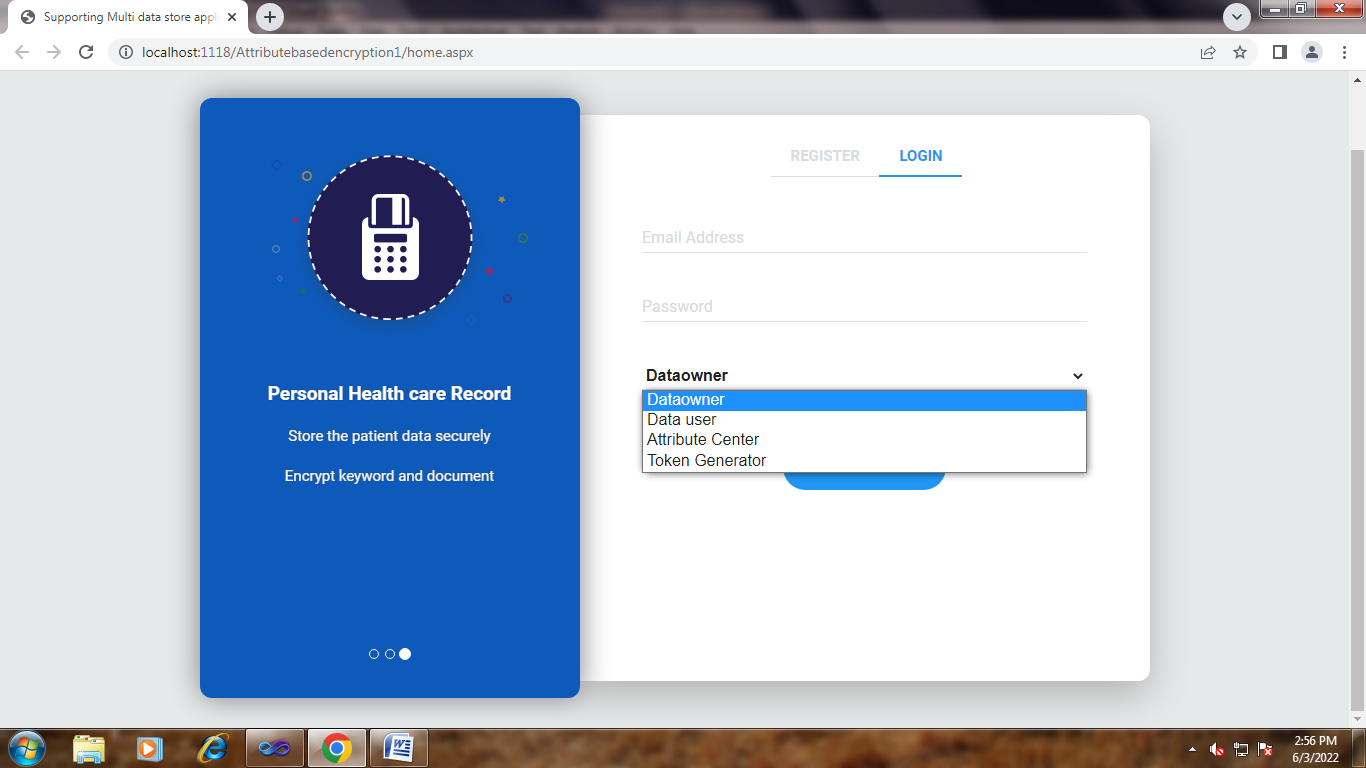 Supporting Multi data store appl
localhost:1118/Attributebasedencryption1/home.aspx
REGISTER
LOGIN
Email Address
Password
Dataowner
Dataowner
Data user
Attribute Center
Token Generator
Personal Health care Record
Store the patient data securely
Encrypt keyword and document
2:56 PM
6/3/2022